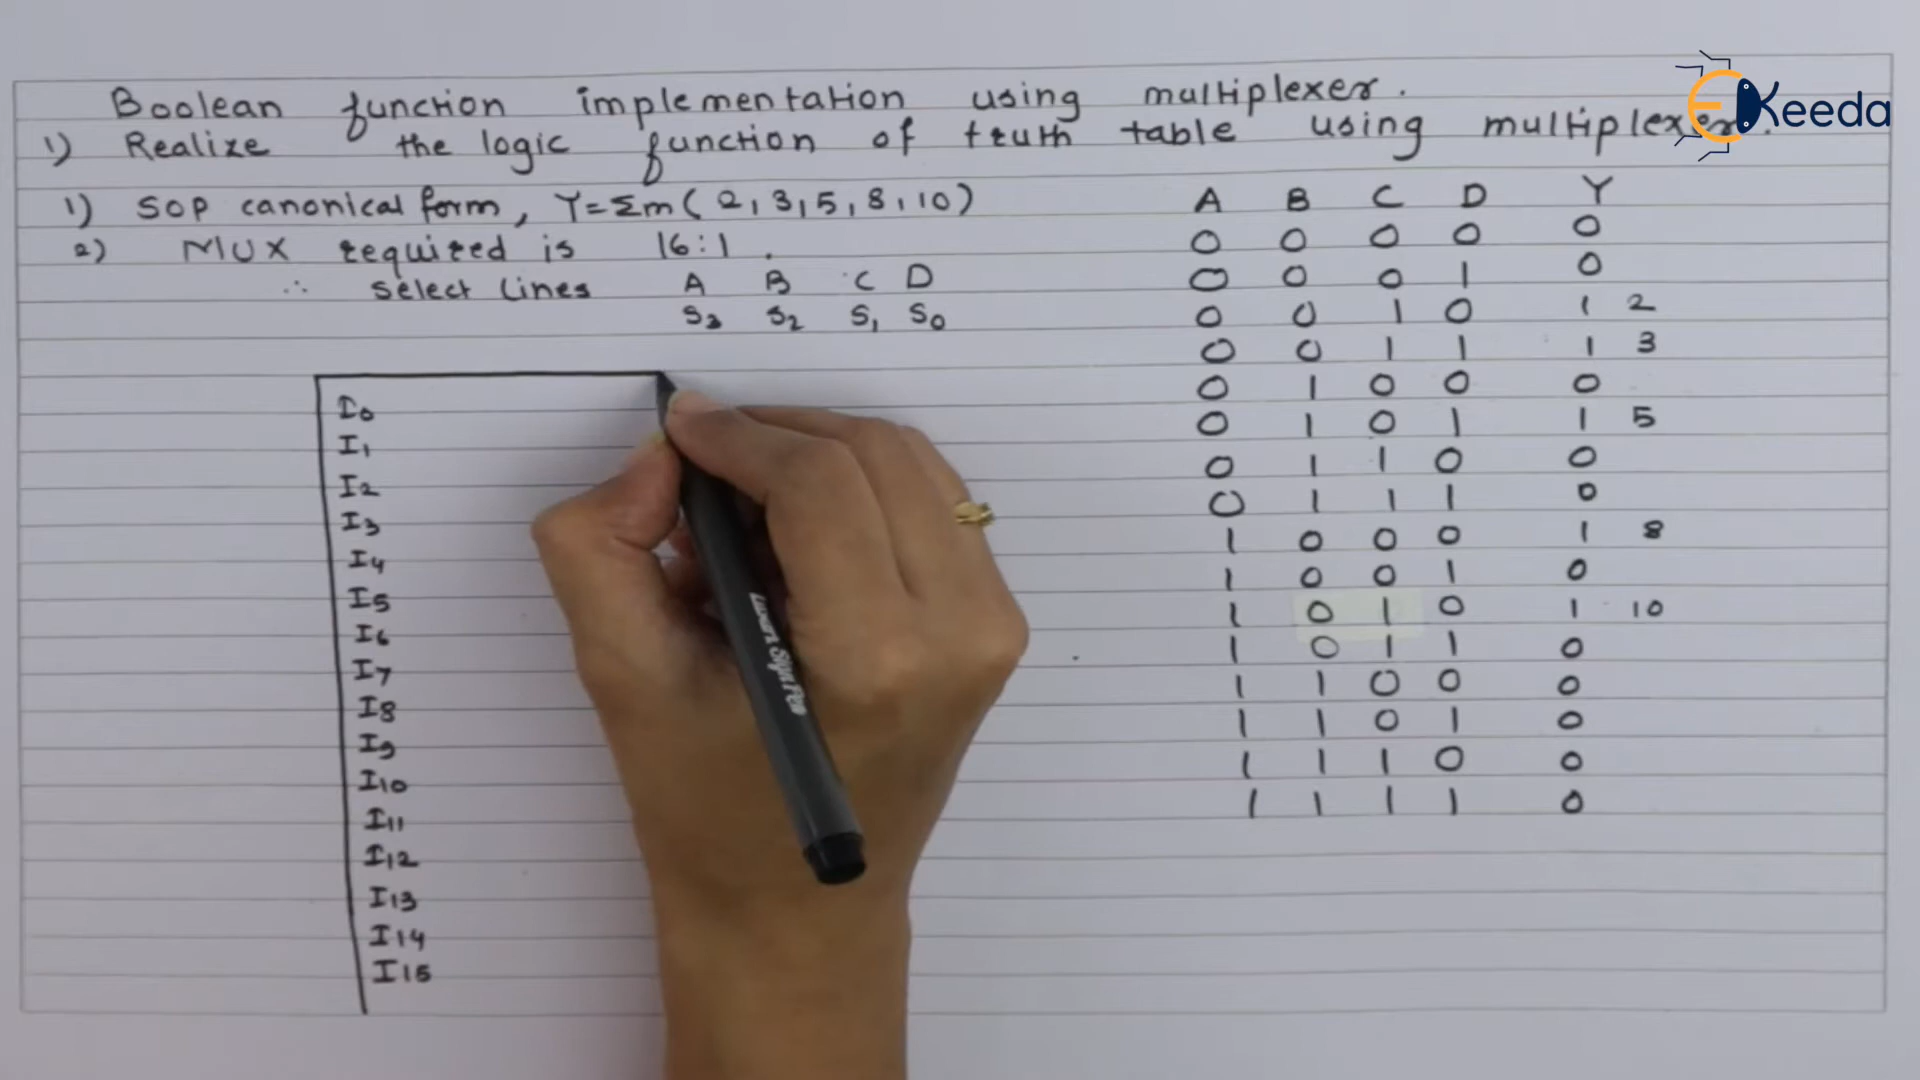 Boolean function implementation using multiplexer.
1) Realize the logic function of truth table using multiplexer.
EKeeda
1) SOP canonical form, Y=Σm(2,3,5,8,10)
2) MUX required is 16:1.
∴ Select lines A B C D
S3 S2 S1 S0
A B C D Y
0 0 0 0 0
0 0 0 1 0
0 0 1 0 1 2
0 0 1 1 1 3
0 1 0 0 0
0 1 0 1 1 5
0 1 1 0 0
0 1 1 1 0
1 0 0 0 1 8
1 0 0 1 0
1 0 1 0 1 10
1 0 1 1 0
1 1 0 0 0
1 1 0 1 0
1 1 1 0 0
1 1 1 1 0
I0
I1
I2
I3
I4
I5
I6
I7
I8
I9
I10
I11
I12
I13
I14
I15
Luxor Sign Pen